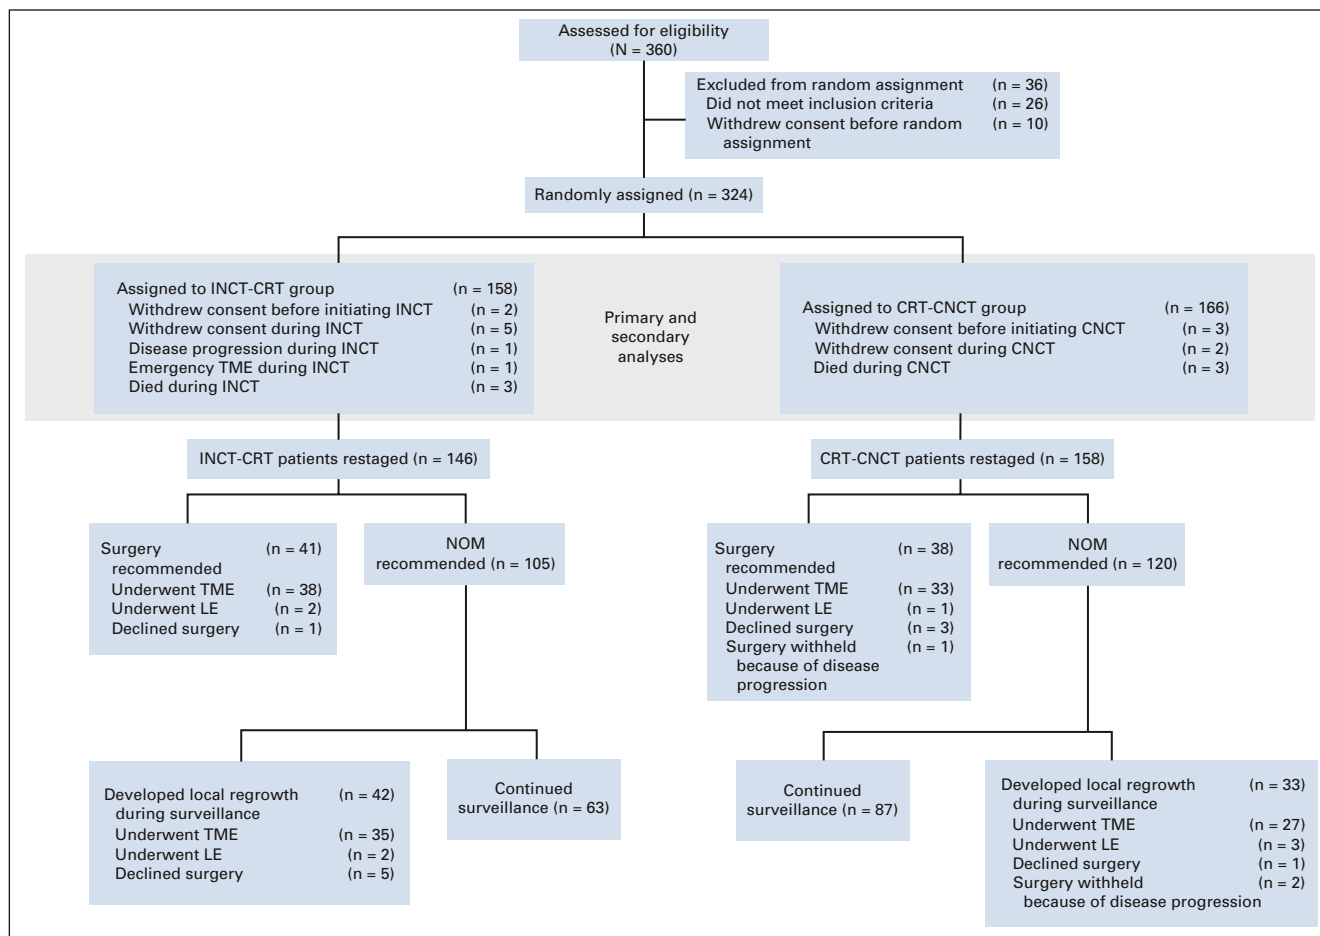 Assessed for eligibility
(N = 360)
Excluded from random assignment (n = 36)
Did not meet inclusion criteria (n = 26)
Withdrew consent before random (n = 10)
assignment
Randomly assigned (n = 324)
Assigned to INCT-CRT group (n = 158)
Withdrew consent before initiating INCT (n = 2)
Withdrew consent during INCT (n = 5)
Disease progression during INCT (n = 1)
Emergency TME during INCT (n = 1)
Died during INCT (n = 3)
Primary and
secondary
analyses
Assigned to CRT-CNCT group (n = 166)
Withdrew consent before initiating CNCT (n = 3)
Withdrew consent during CNCT (n = 2)
Died during CNCT (n = 3)
INCT-CRT patients restaged (n = 146)
CRT-CNCT patients restaged (n = 158)
Surgery (n = 41)
recommended
Underwent TME (n = 38)
Underwent LE (n = 2)
Declined surgery (n = 1)
NOM
recommended (n = 105)
Surgery (n = 38)
recommended
Underwent TME (n = 33)
Underwent LE (n = 1)
Declined surgery (n = 3)
Surgery withheld (n = 1)
because of disease
progression
NOM
recommended (n = 120)
Developed local regrowth (n = 42)
during surveillance
Underwent TME (n = 35)
Underwent LE (n = 2)
Declined surgery (n = 5)
Continued
surveillance (n = 63)
Continued
surveillance (n = 87)
Developed local regrowth (n = 33)
during surveillance
Underwent TME (n = 27)
Underwent LE (n = 3)
Declined surgery (n = 1)
Surgery withheld (n = 2)
because of disease progression